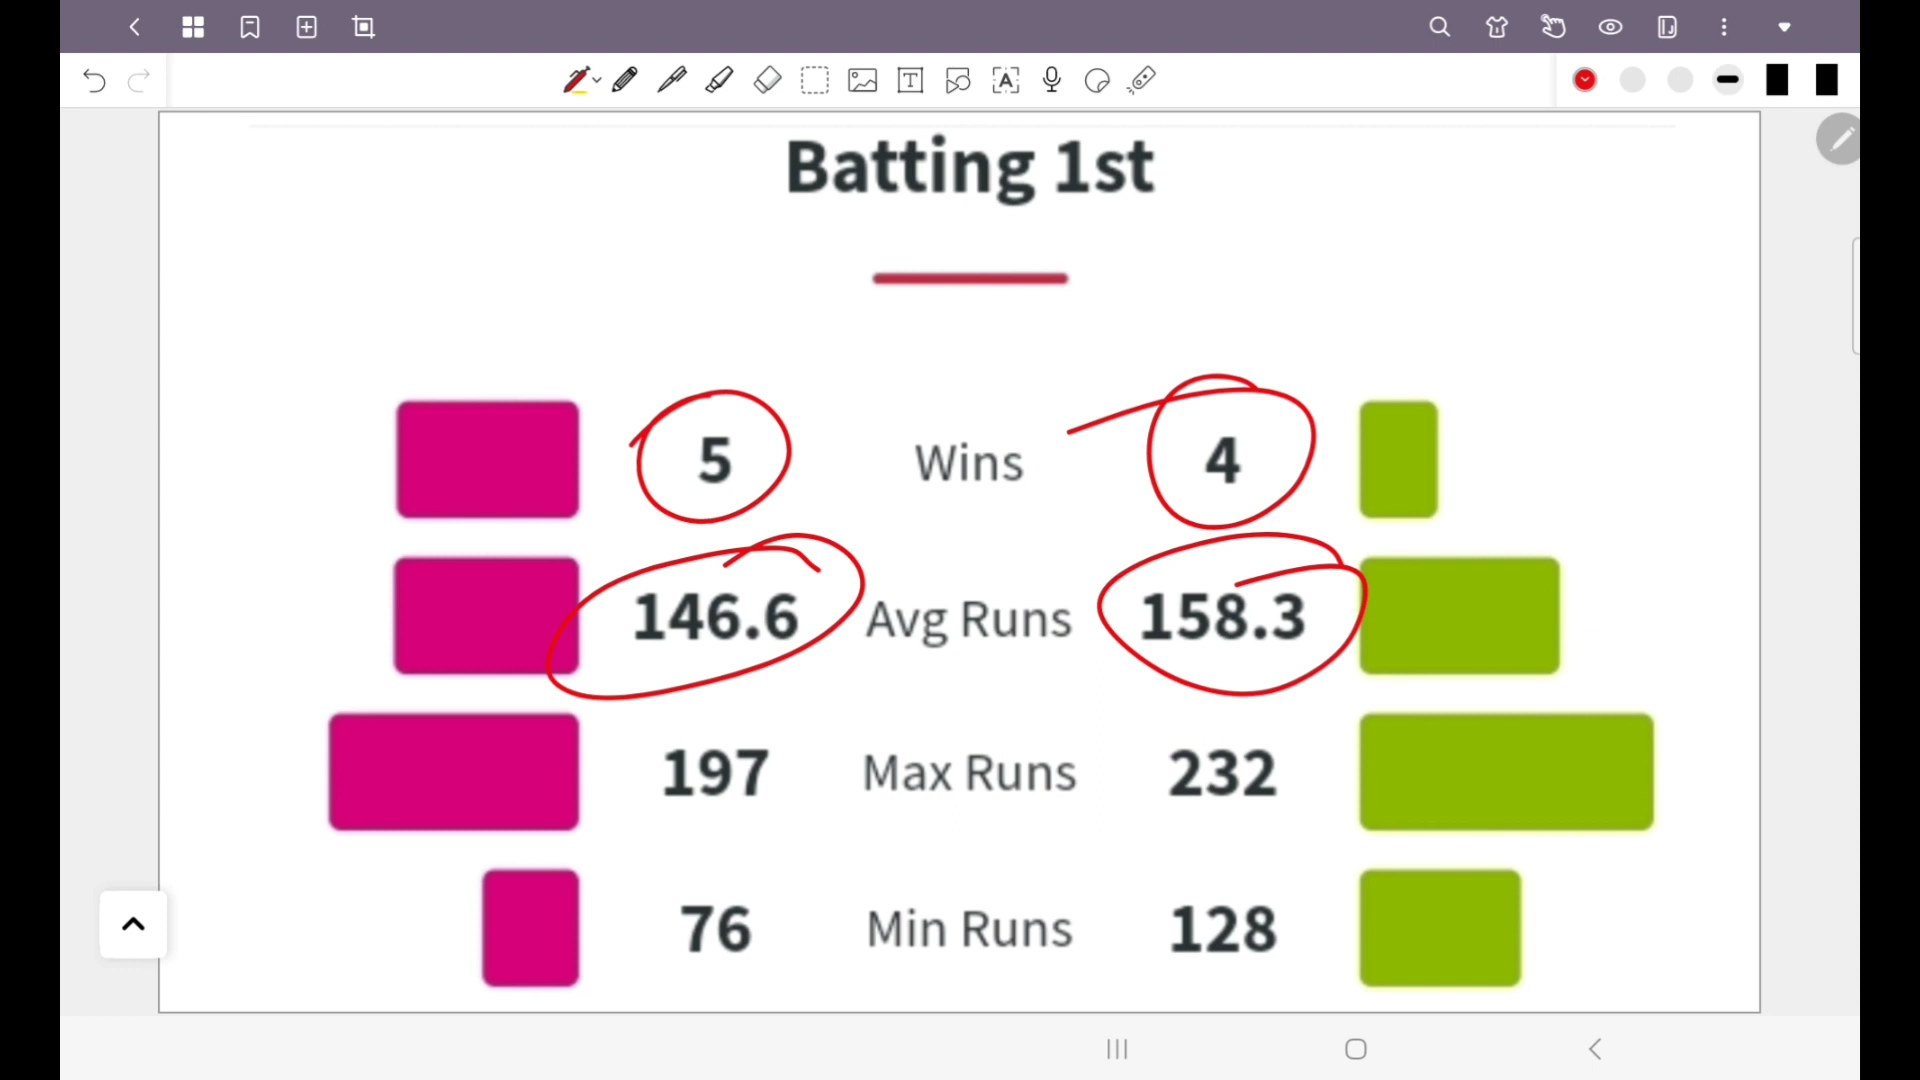 Batting 1st
5 Wins 4
146.6 Avg Runs 158.3
197 Max Runs 232
76 Min Runs 128